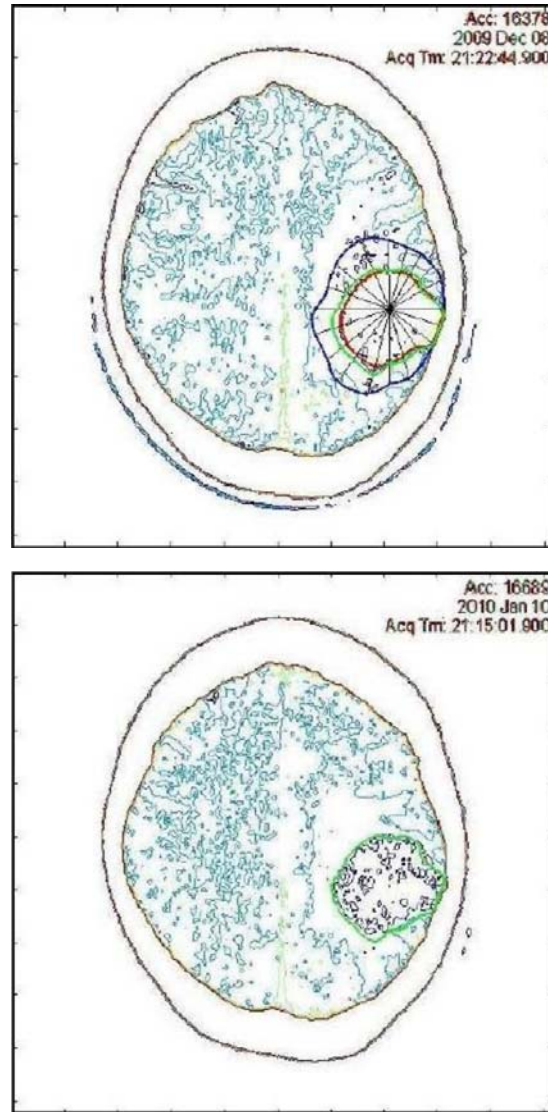 Acc: 16378
2009 Dec 08
Acq Tm: 21:22:44.900
Acc: 16689
2010 Jan 10
Acq Tm: 21:15:01.900